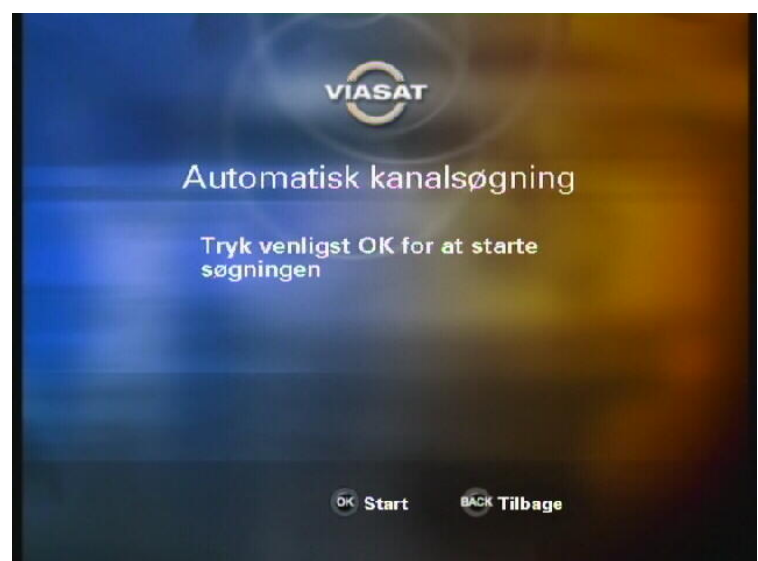 VIASAT
Automatisk kanalsøgning
Tryk venligst OK for at starte
søgningen
OK Start BACK Tilbage